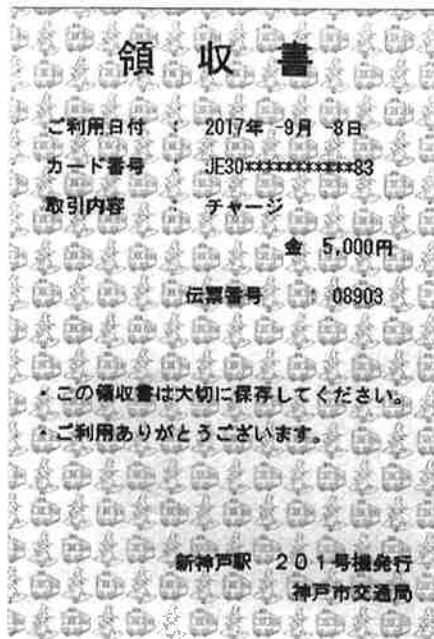 領収書
ご利用日付 : 2017年 -9月 -8日
カード番号 : JE30***********83
取引内容 : チャージ
金 5,000円
伝票番号 : 08903
・この領収書は大切に保存してください。
・ご利用ありがとうございます。
新神戸駅 201号機発行
神戸市交通局